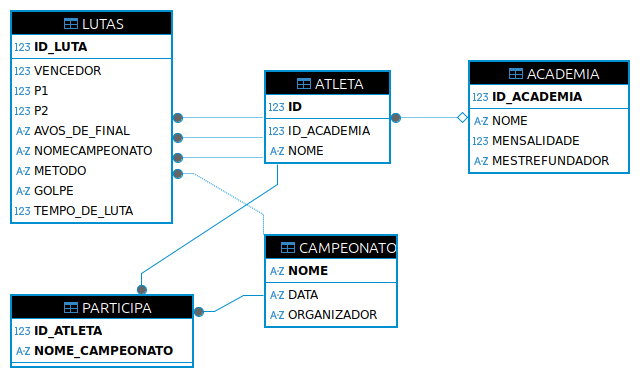 LUTAS
123 ID_LUTA
123 VENCEDOR
123 P1
123 P2
A-Z AVOS_DE_FINAL
A-Z NOMECAMPEONATO
A-Z METODO
A-Z GOLPE
123 TEMPO_DE_LUTA
ATLETA
123 ID
123 ID_ACADEMIA
A-Z NOME
ACADEMIA
123 ID_ACADEMIA
A-Z NOME
123 MENSALIDADE
A-Z MESTREFUNDADOR
CAMPEONATO
A-Z NOME
A-Z DATA
A-Z ORGANIZADOR
PARTICIPA
123 ID_ATLETA
A-Z NOME_CAMPEONATO